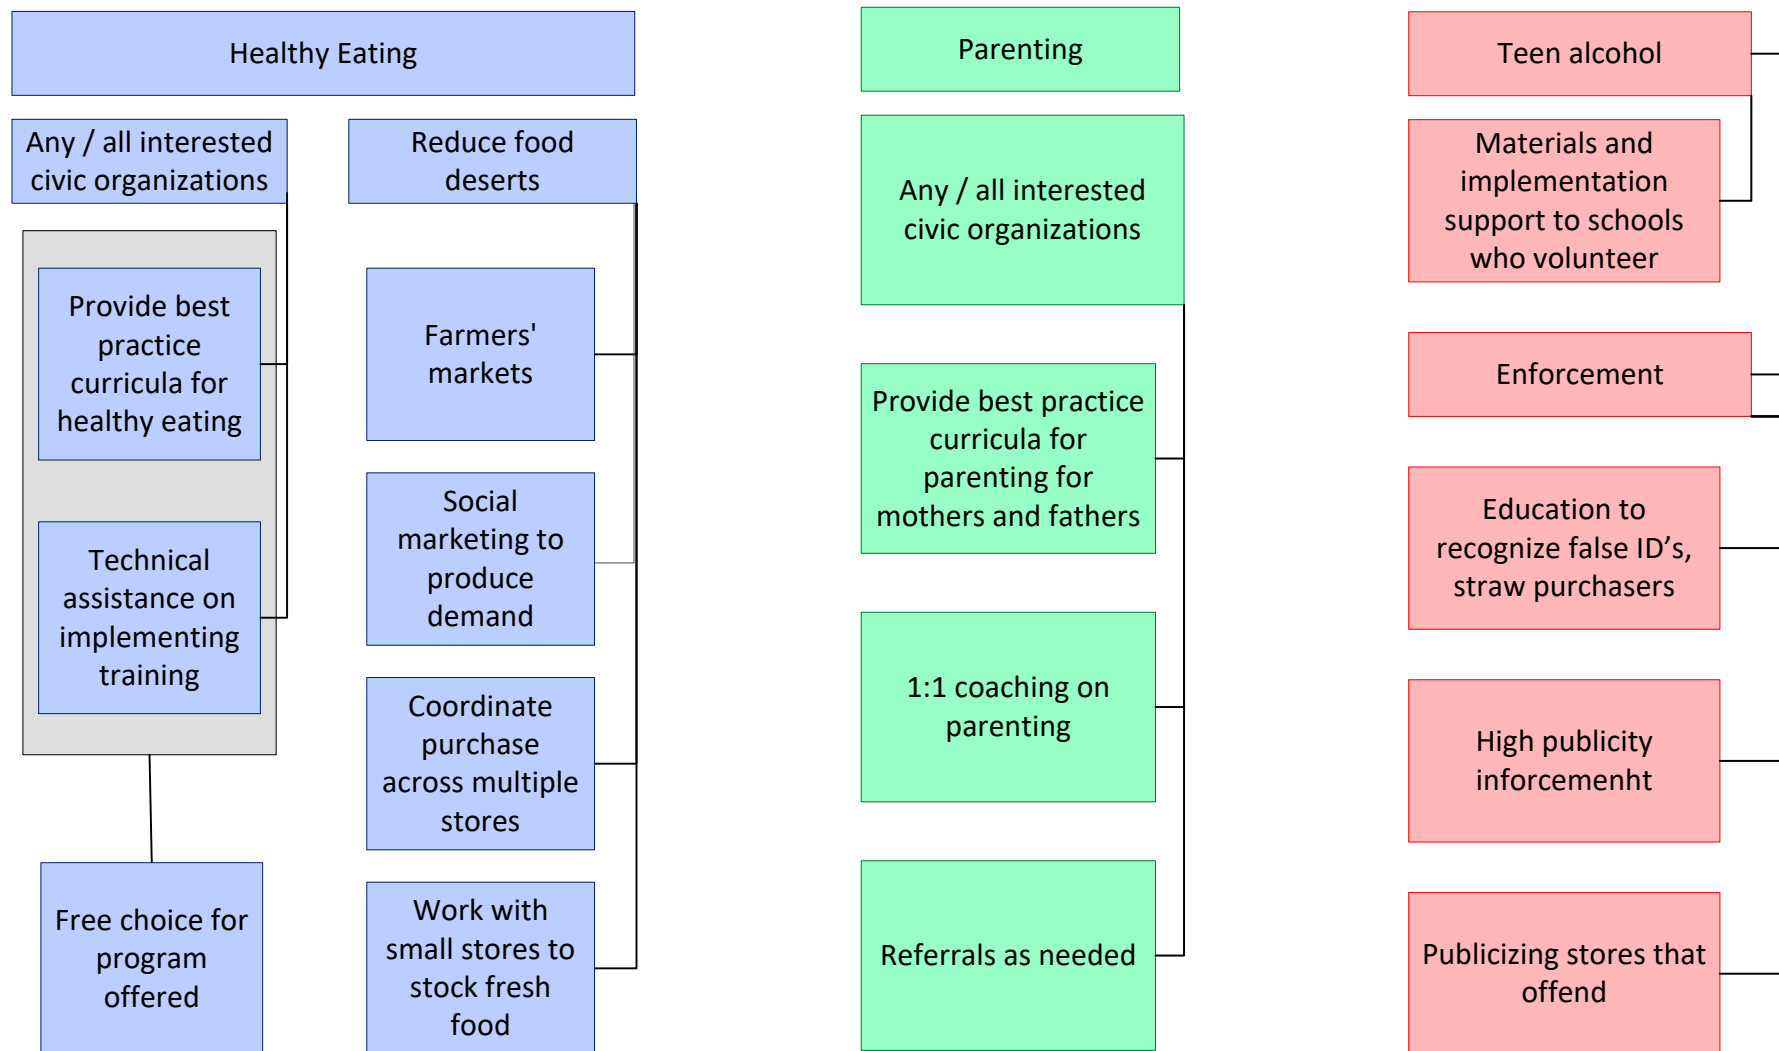 Healthy Eating
Any / all interested
civic organizations
Provide best
practice
curricula for
healthy eating
Technical
assistance on
implementing
training
Free choice for
program
offered
Reduce food
deserts
Farmers'
markets
Social
marketing to
produce
demand
Coordinate
purchase
across multiple
stores
Work with
small stores to
stock fresh
food
Parenting
Any / all interested
civic organizations
Provide best practice
curricula for
parenting for
mothers and fathers
1:1 coaching on
parenting
Referrals as needed
Teen alcohol
Materials and
implementation
support to schools
who volunteer
Enforcement
Education to
recognize false ID’s,
straw purchasers
High publicity
inforcemenht
Publicizing stores that
offend